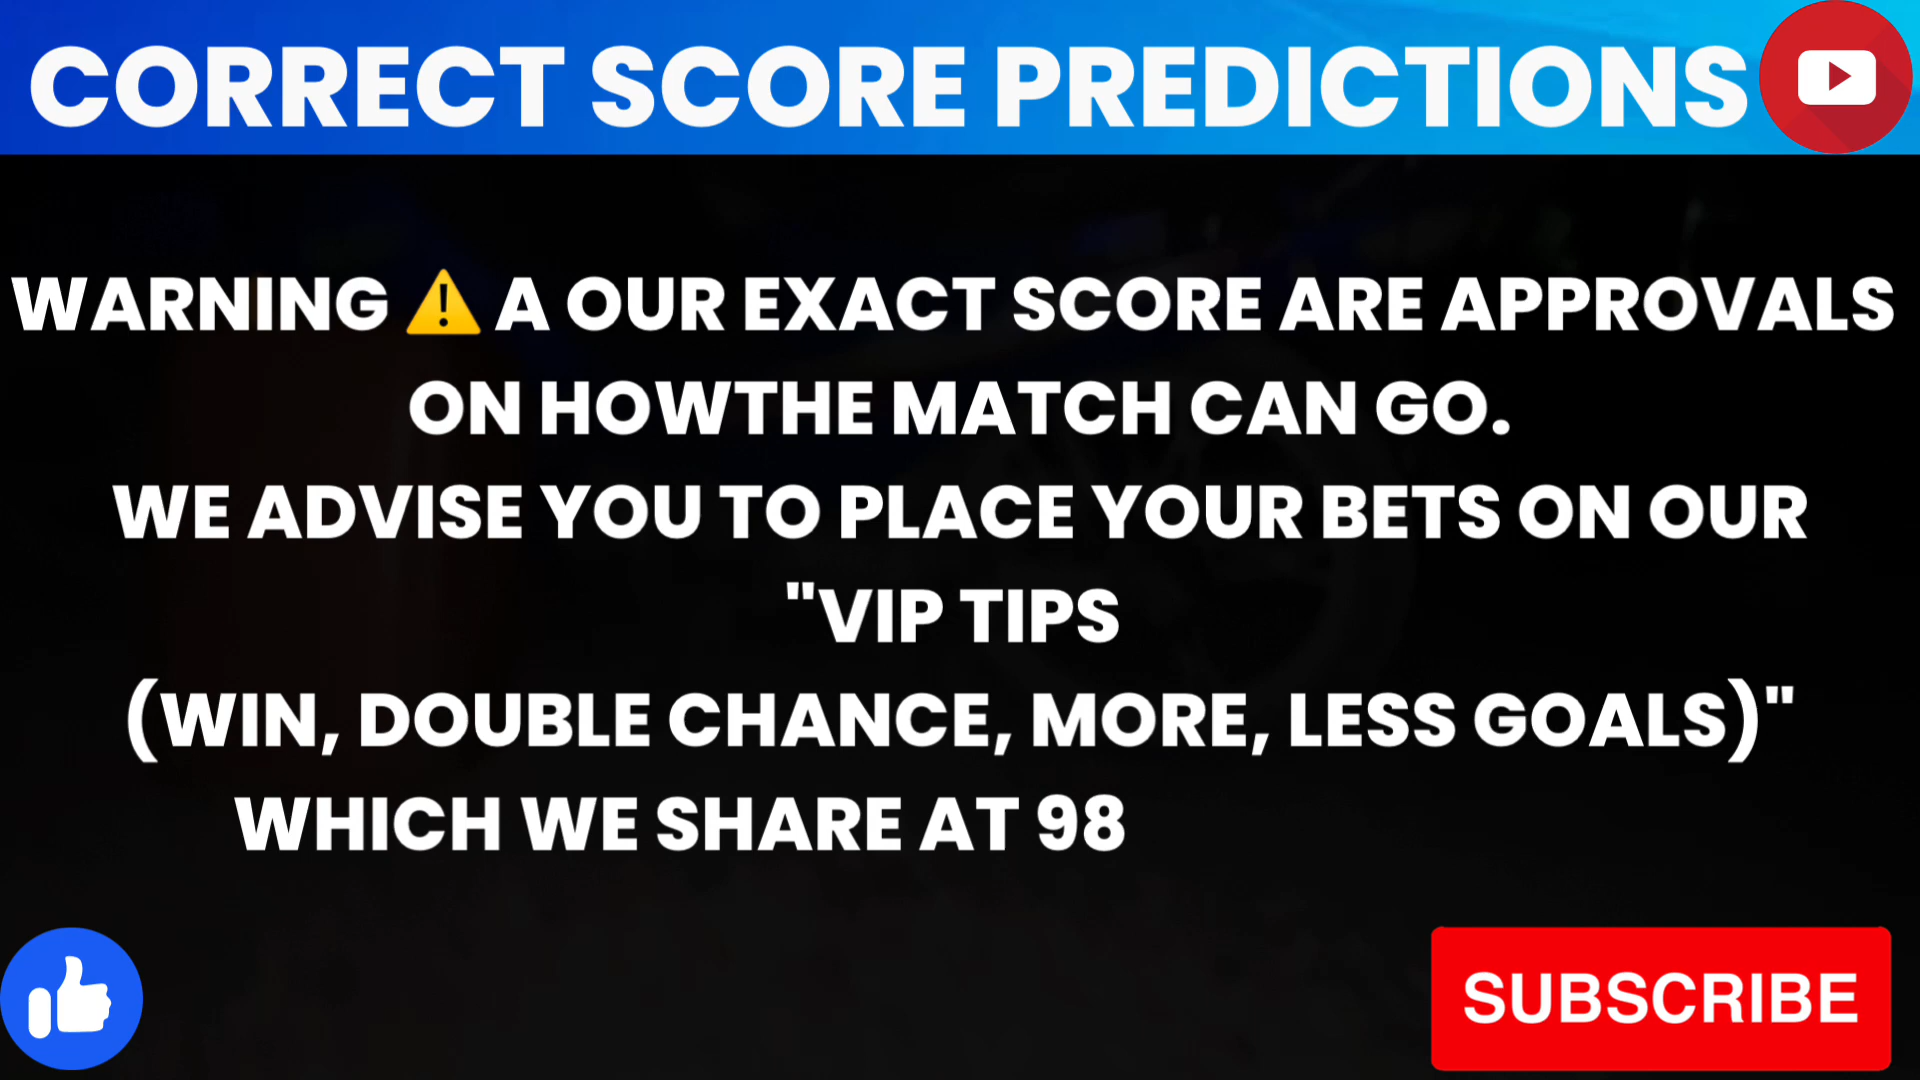 CORRECT SCORE PREDICTIONS
WARNING ⚠️ A OUR EXACT SCORE ARE APPROVALS
ON HOWTHE MATCH CAN GO.
WE ADVISE YOU TO PLACE YOUR BETS ON OUR
"VIP TIPS
(WIN, DOUBLE CHANCE, MORE, LESS GOALS)"
WHICH WE SHARE AT 98
SUBSCRIBE